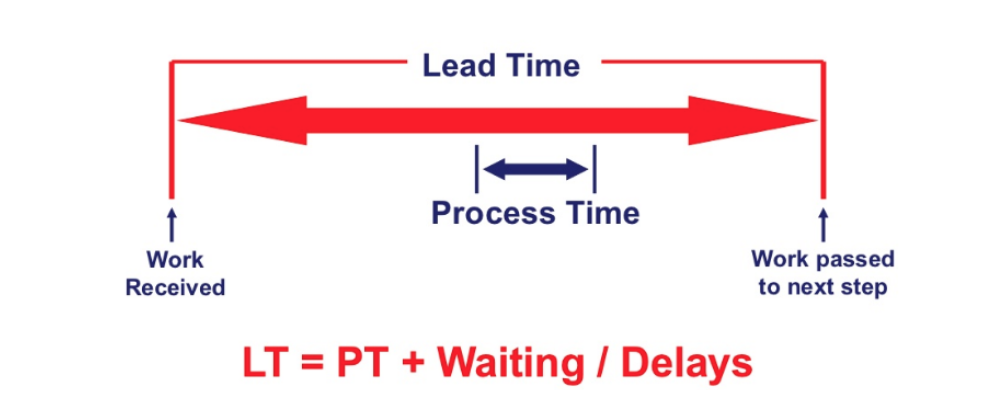 Lead Time
Process Time
Work
Received
Work passed
to next step
LT = PT + Waiting / Delays